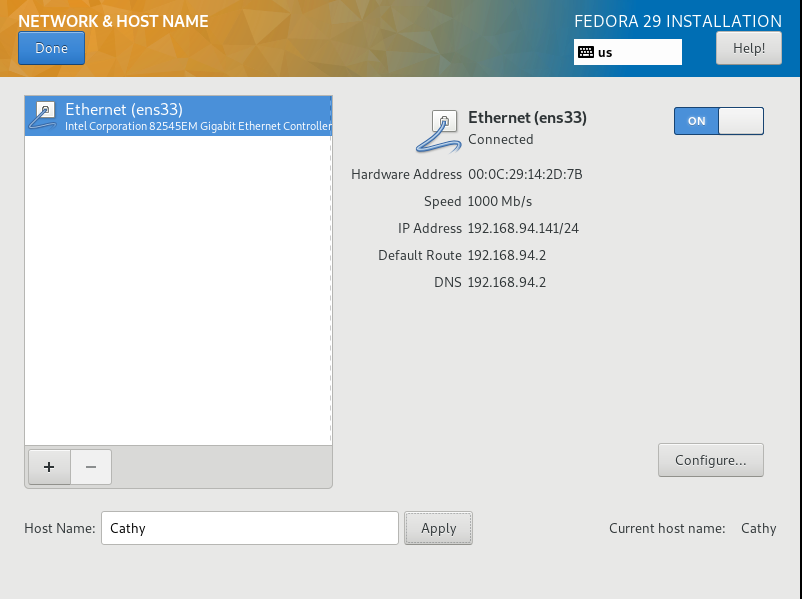 NETWORK & HOST NAME
FEDORA 29 INSTALLATION
Done
us
Help!
Ethernet (ens33)
Intel Corporation 82545EM Gigabit Ethernet Controller
Ethernet (ens33)
Connected
ON
Hardware Address 00:0C:29:14:2D:7B
Speed 1000 Mb/s
IP Address 192.168.94.141/24
Default Route 192.168.94.2
DNS 192.168.94.2
+ −
Configure...
Host Name: Cathy Apply Current host name: Cathy